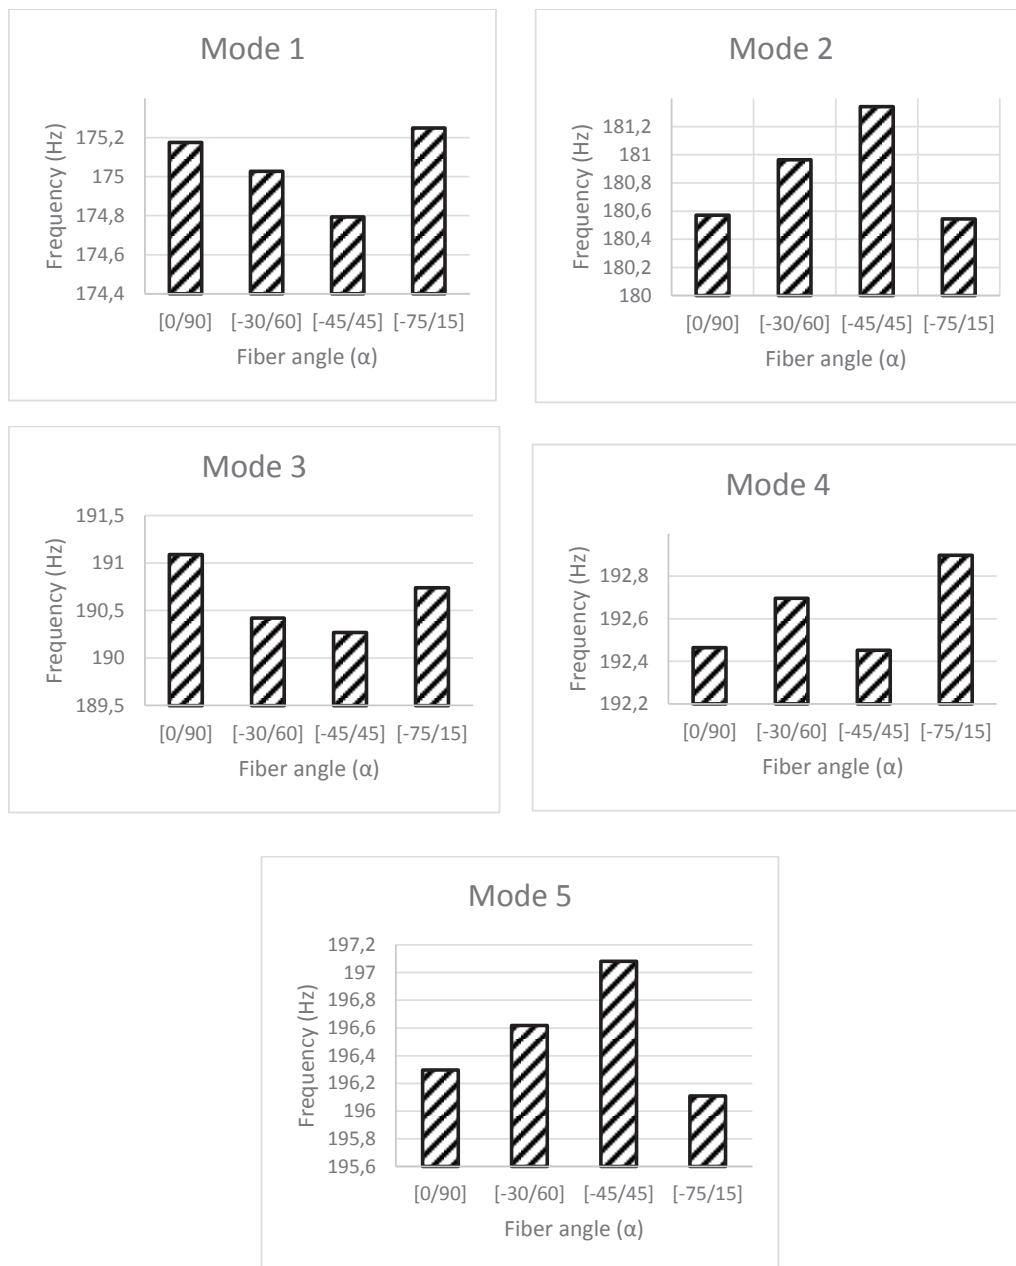 Mode 1
Frequency (Hz)
175,2
175
174,8
174,6
174,4
[0/90] [-30/60] [-45/45] [-75/15]
Fiber angle (α)
Mode 2
Frequency (Hz)
181,2
181
180,8
180,6
180,4
180,2
180
[0/90] [-30/60] [-45/45] [-75/15]
Fiber angle (α)
Mode 3
Frequency (Hz)
191,5
191
190,5
190
189,5
[0/90] [-30/60] [-45/45] [-75/15]
Fiber angle (α)
Mode 4
Frequency (Hz)
192,8
192,6
192,4
192,2
[0/90] [-30/60] [-45/45] [-75/15]
Fiber angle (α)
Mode 5
Frequency (Hz)
197,2
197
196,8
196,6
196,4
196,2
196
195,8
195,6
[0/90] [-30/60] [-45/45] [-75/15]
Fiber angle (α)